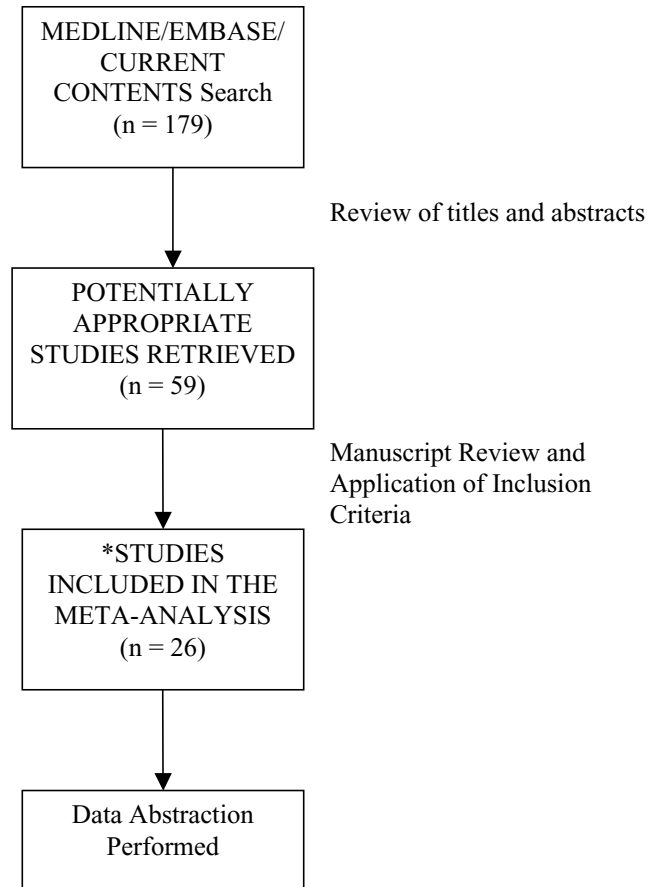 MEDLINE/EMBASE/
CURRENT
CONTENTS Search
(n = 179)
Review of titles and abstracts
POTENTIALLY
APPROPRIATE
STUDIES RETRIEVED
(n = 59)
Manuscript Review and
Application of Inclusion
Criteria
*STUDIES
INCLUDED IN THE
META-ANALYSIS
(n = 26)
Data Abstraction
Performed